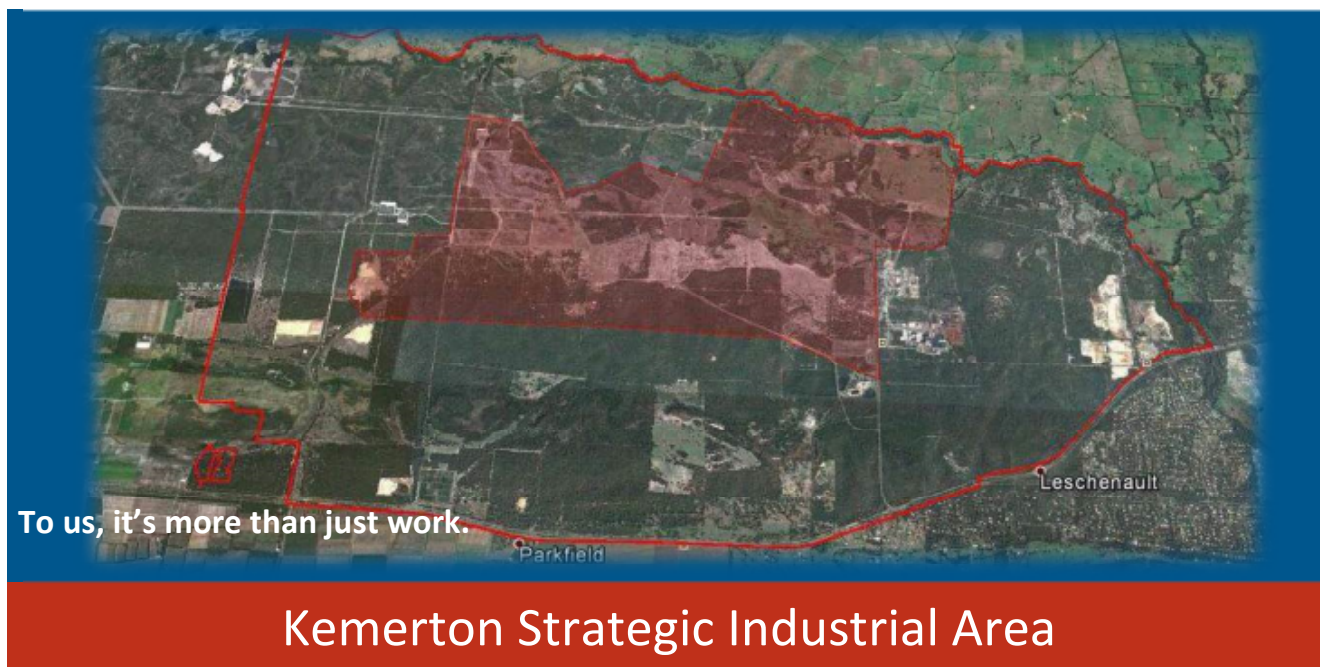 Leschenault
To us, it’s more than just work.
Parkfield
Kemerton Strategic Industrial Area